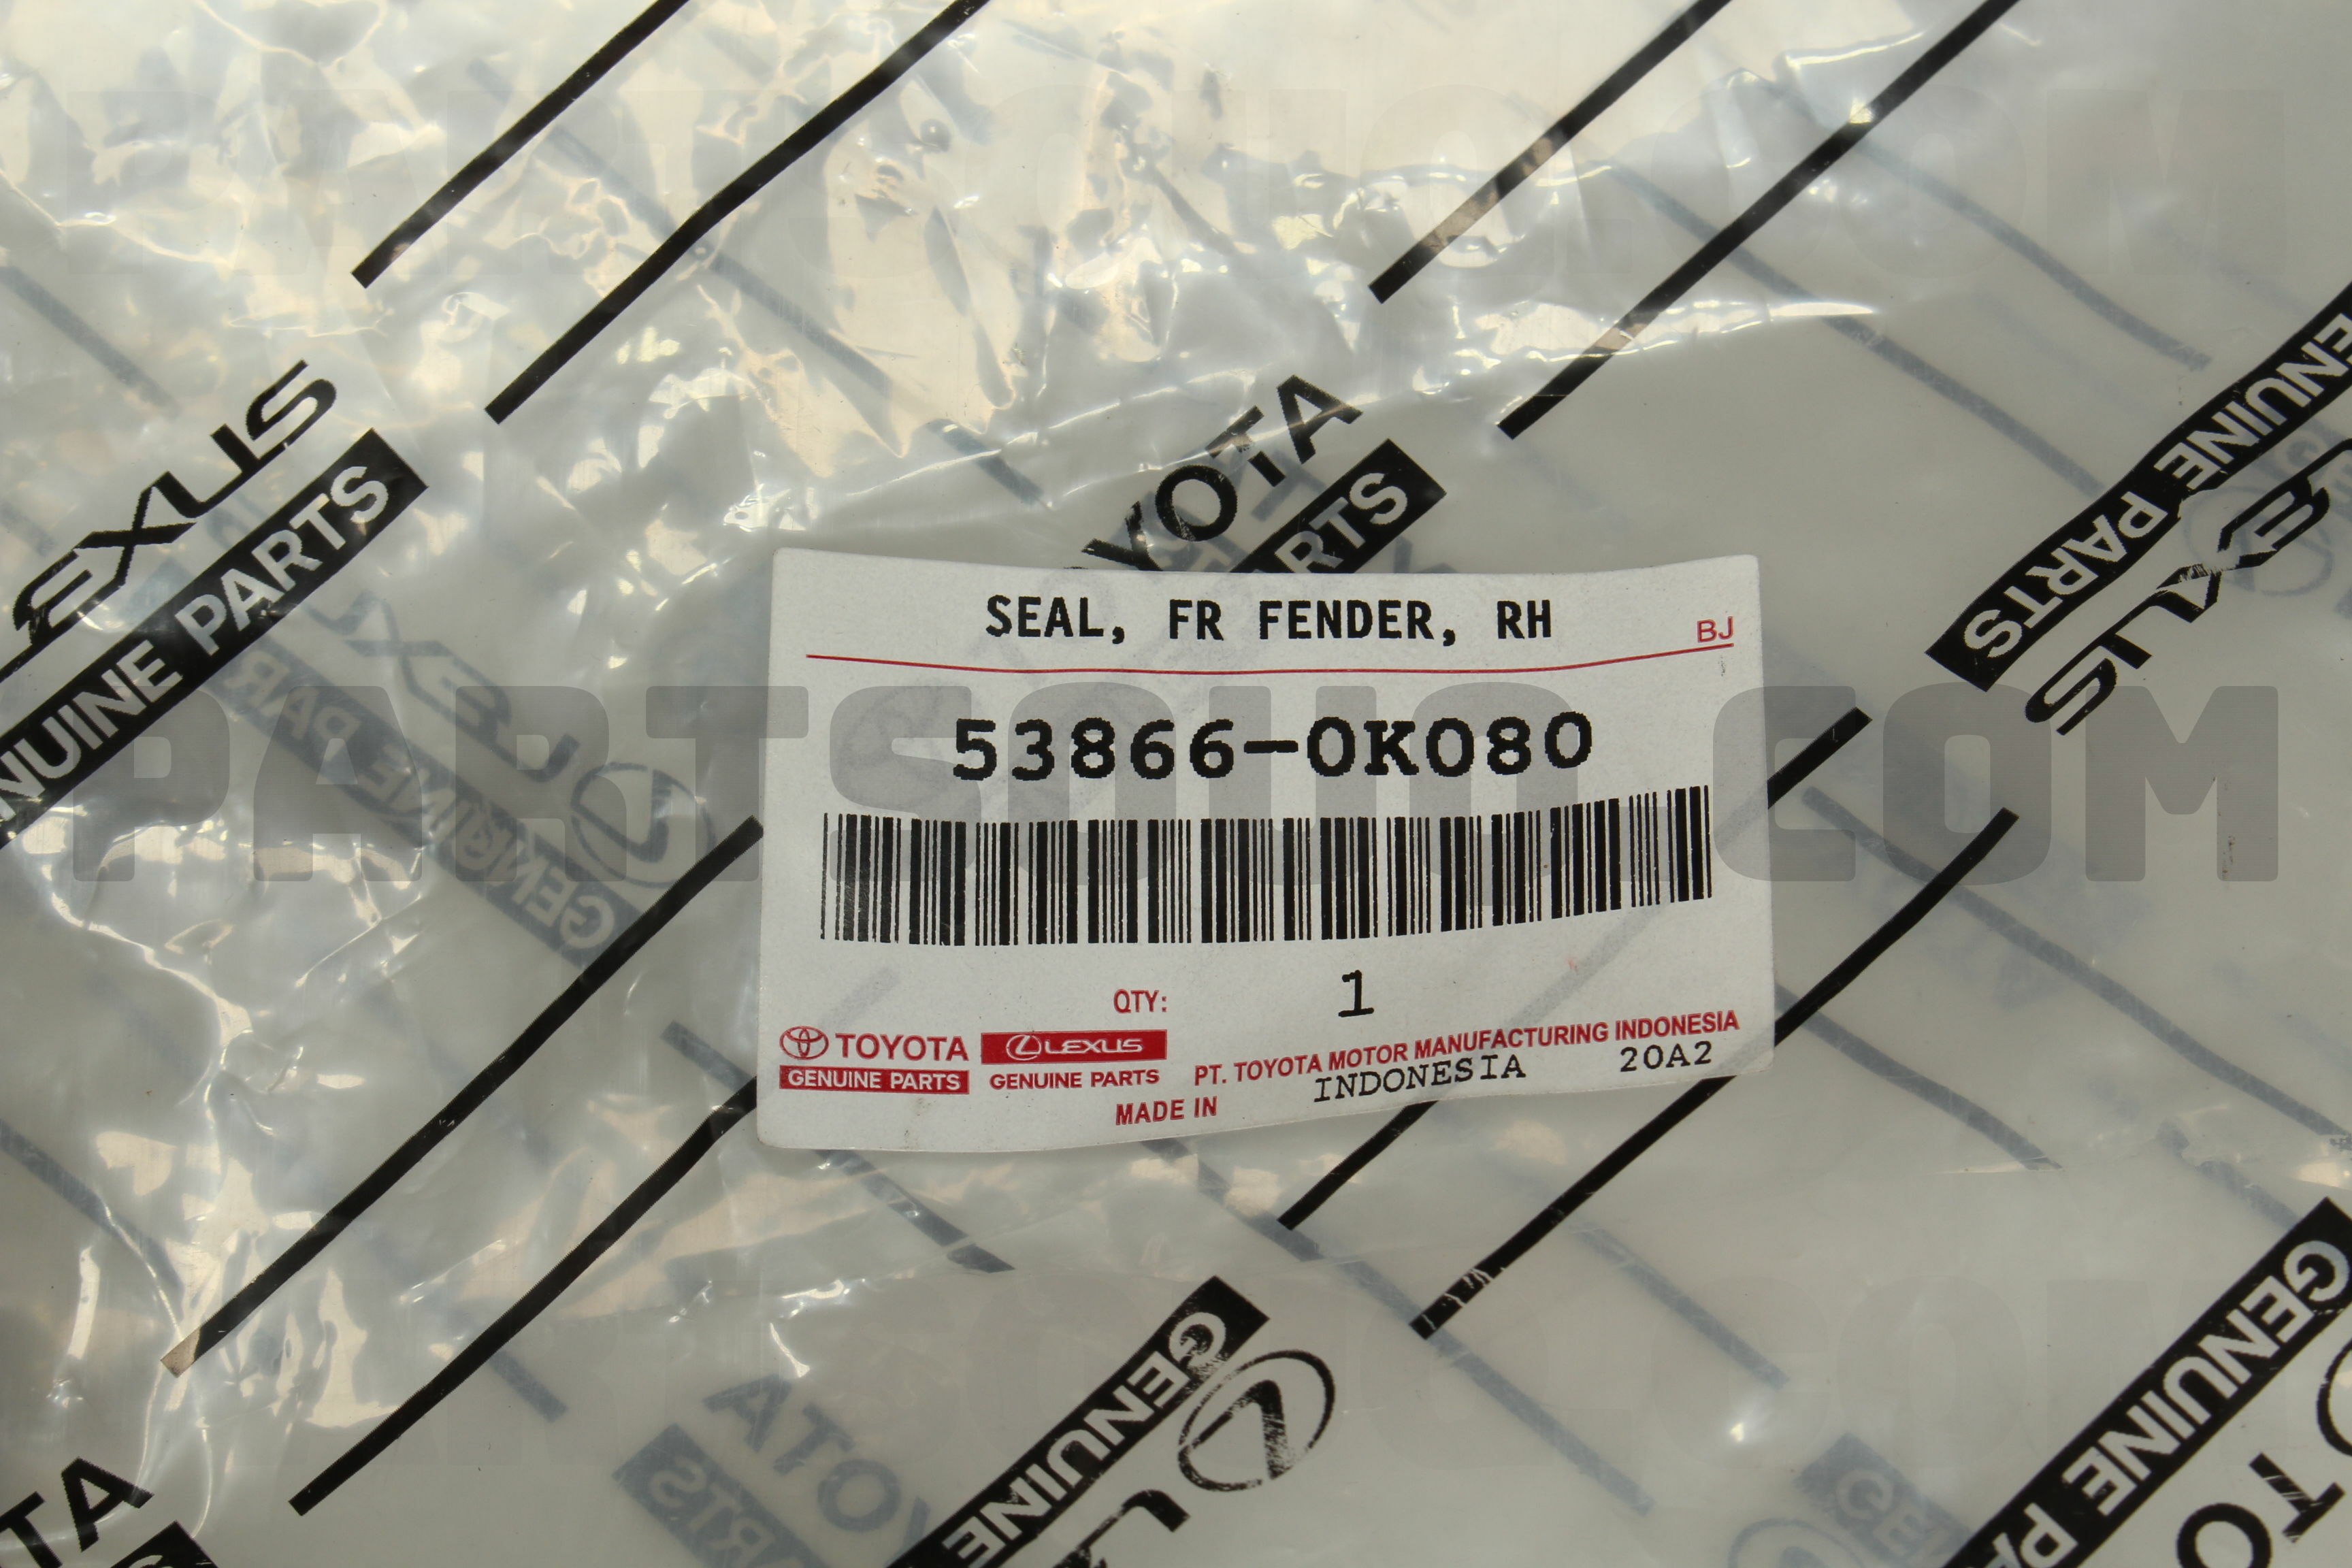 LEXUS
GENUINE PARTS
TOYOTA
PARTS
GENUINE PARTS
LEXUS
SEAL, FR FENDER, RH
BJ
53866-0K080
PARTSOUQ.COM
QTY: 1
TOYOTA
GENUINE PARTS
LEXUS
GENUINE PARTS
PT. TOYOTA MOTOR MANUFACTURING INDONESIA
MADE IN INDONESIA 20A2
GENUINE
GENUINE